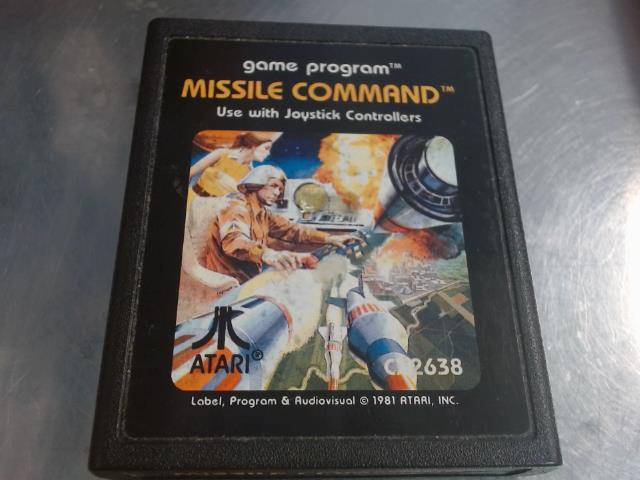 game program™
MISSILE COMMAND™
Use with Joystick Controllers
ATARI®
CX2638
Label, Program & Audiovisual © 1981 ATARI, INC.